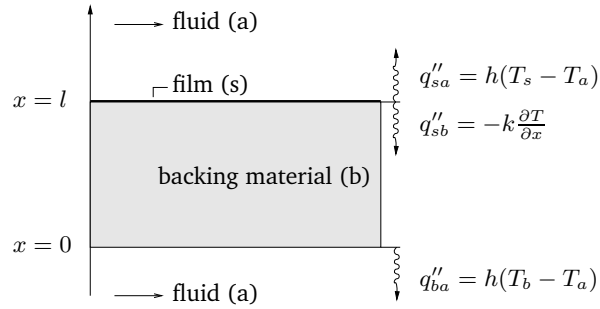 fluid (a)
film (s)
x = l
q''_{sa} = h(T_s − T_a)
q''_{sb} = −k ∂T/∂x
backing material (b)
x = 0
fluid (a)
q''_{ba} = h(T_b − T_a)